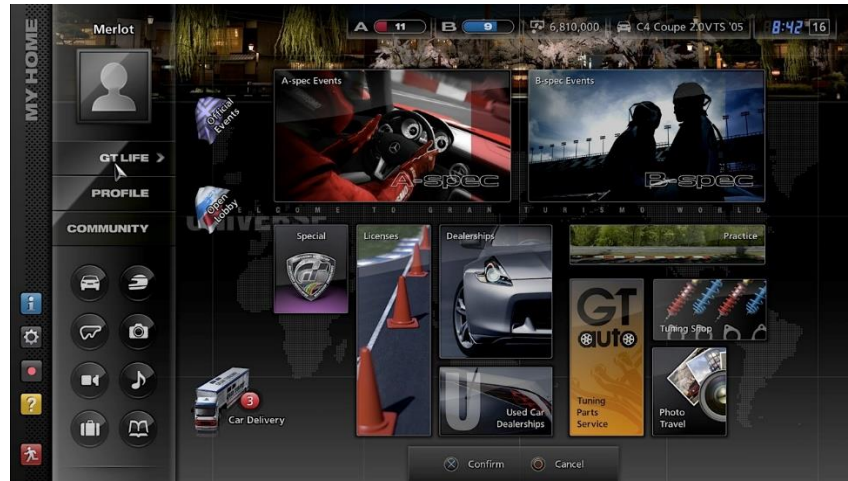 MY HOME
Merlot
A 11 B 9 6,810,000 C4 Coupe 2.0VTS '05 8:42 16
GT LIFE >
PROFILE
COMMUNITY
Official
Events
Open
Lobby
A-spec Events
A-spec
B-spec Events
B-spec
WELCOME TO GRAN TURISMO WORLD
UNIVERSE
Special
Licenses
Dealerships
Practice
GT
auto
Tuning
Parts
Service
Tuning Shop
U
Used Car
Dealerships
Photo
Travel
3
Car Delivery
i
?
Confirm
Cancel